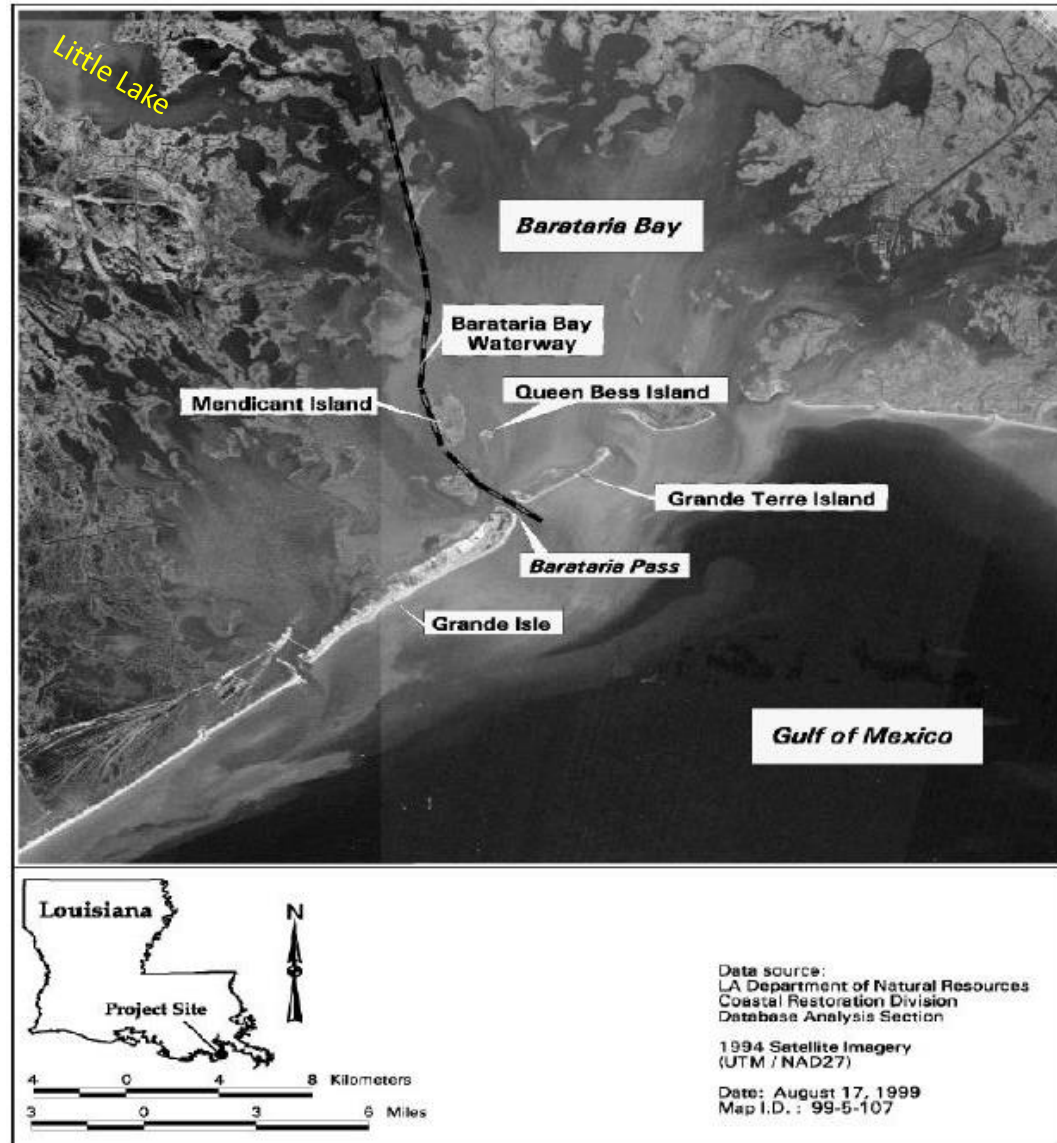 Little Lake
Barataria Bay
Barataria Bay
Waterway
Queen Bess Island
Mendicant Island
Grande Terre Island
Barataria Pass
Grande Isle
Gulf of Mexico
Louisiana
N
Project Site
4 0 4 8 Kilometers
3 0 3 6 Miles
Data source:
LA Department of Natural Resources
Coastal Restoration Division
Database Analysis Section
1994 Satellite Imagery
(UTM / NAD27)
Date: August 17, 1999
Map I.D. : 99-5-107